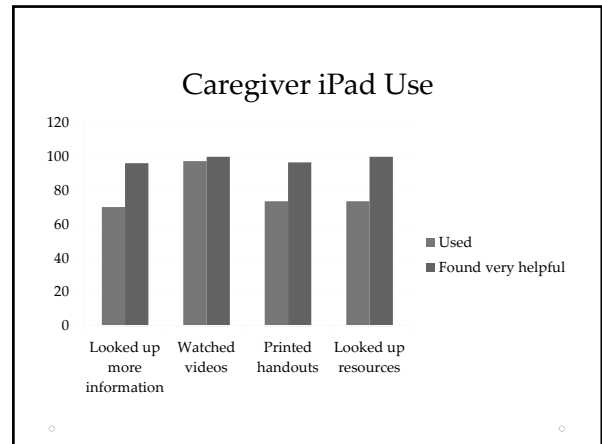 Caregiver iPad Use
120
100
80
60
40
20
0
Looked up more information
Watched videos
Printed handouts
Looked up resources
Used
Found very helpful